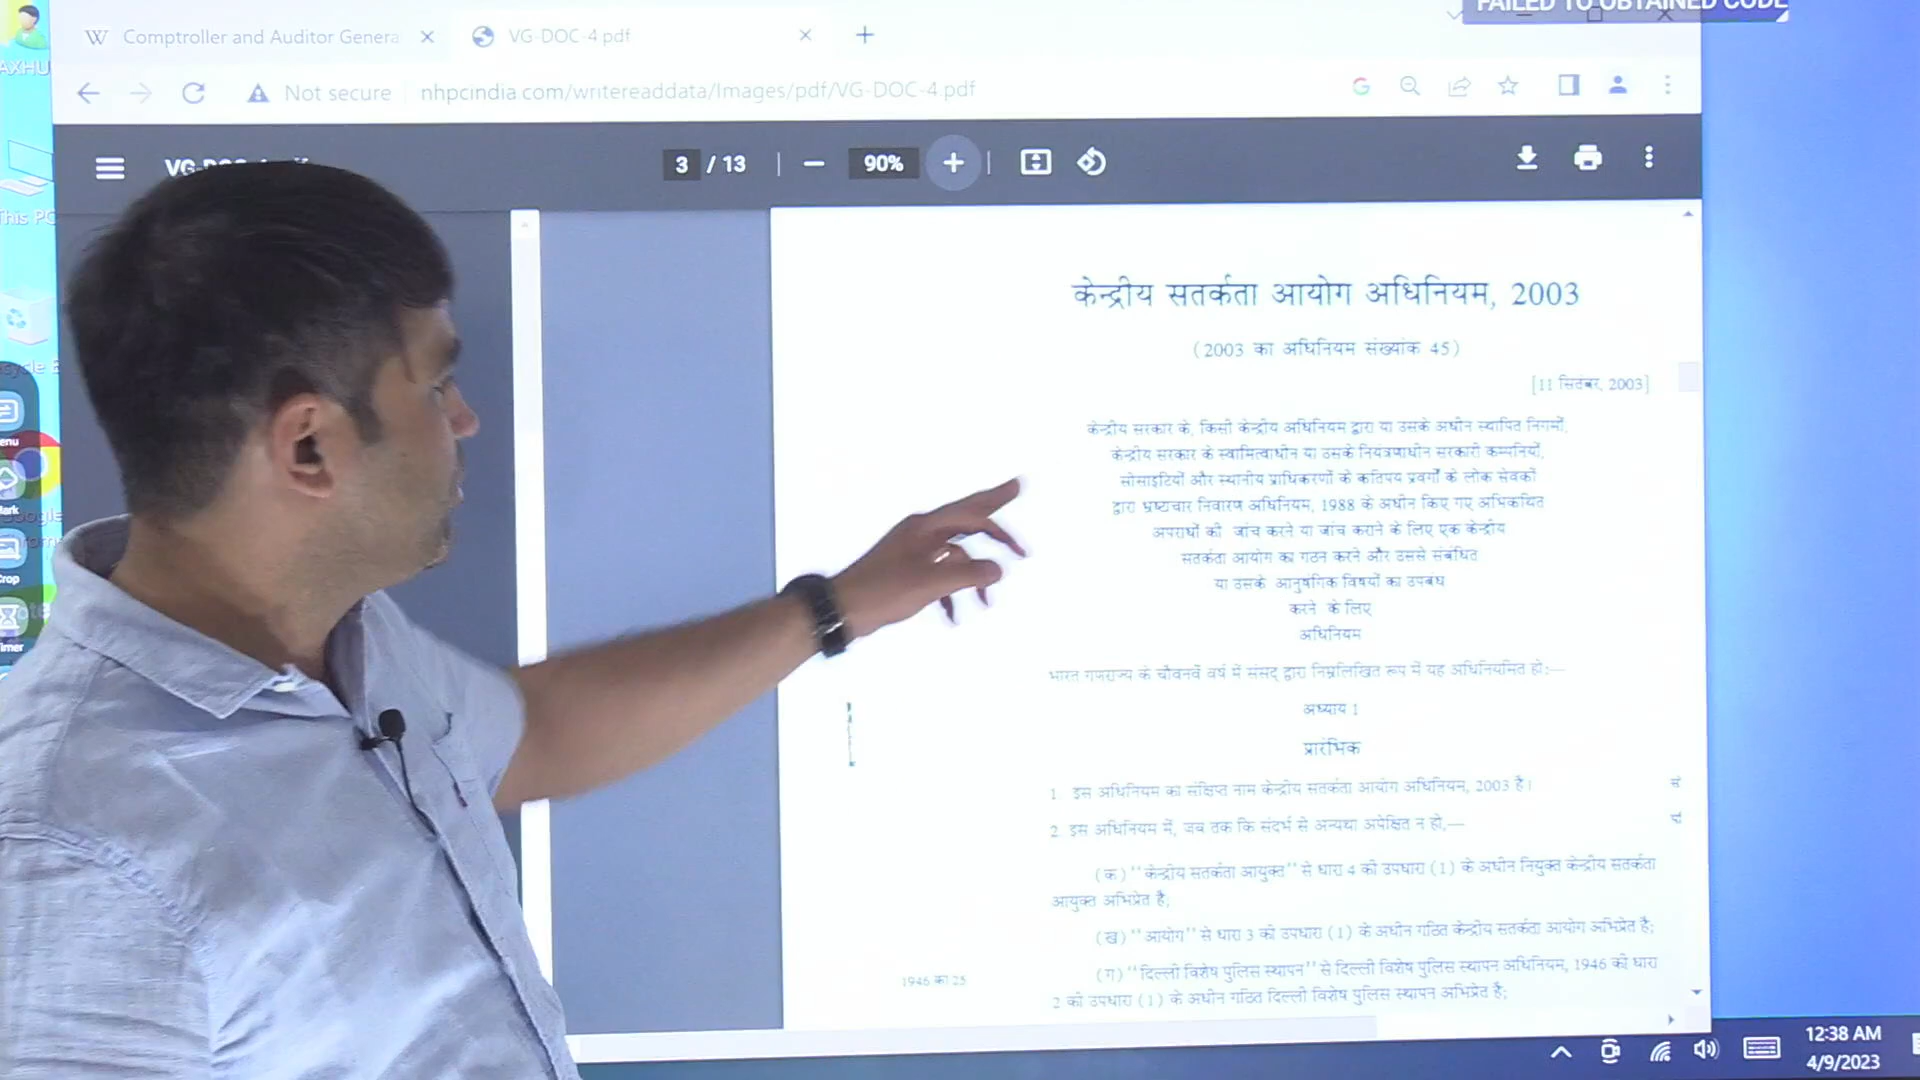 FAILED TO OBTAINED CODE
Comptroller and Auditor Genera
VG-DOC-4.pdf
Not secure
nhpcindia.com/writereaddata/Images/pdf/VG-DOC-4.pdf
3 / 13
90%
This PC
केन्द्रीय सतर्कता आयोग अधिनियम, 2003
(2003 का अधिनियम संख्यांक 45)
[11 सितंबर, 2003]
केन्द्रीय सरकार के, किसी केन्द्रीय अधिनियम द्वारा या उसके अधीन स्थापित निगमों,
केन्द्रीय सरकार के स्वामित्वाधीन या उसके नियंत्रणाधीन सरकारी कम्पनियों,
सोसाइटियों और स्थानीय प्राधिकरणों के कतिपय प्रवर्गों के लोक सेवकों
द्वारा भ्रष्टाचार निवारण अधिनियम, 1988 के अधीन किए गए अभिकथित
अपराधों की जांच करने या जांच कराने के लिए एक केन्द्रीय
सतर्कता आयोग का गठन करने और उससे संबंधित
या उसके आनुषंगिक विषयों का उपबंध
करने के लिए
अधिनियम
भारत गणराज्य के चौवनवें वर्ष में संसद् द्वारा निम्नलिखित रूप में यह अधिनियमित हो:—
अध्याय 1
प्रारंभिक
1. इस अधिनियम का संक्षिप्त नाम केन्द्रीय सतर्कता आयोग अधिनियम, 2003 है।
2. इस अधिनियम में, जब तक कि संदर्भ से अन्यथा अपेक्षित न हो,—
(क) "केन्द्रीय सतर्कता आयुक्त" से धारा 4 की उपधारा (1) के अधीन नियुक्त केन्द्रीय सतर्कता
आयुक्त अभिप्रेत है;
(ख) "आयोग" से धारा 3 की उपधारा (1) के अधीन गठित केन्द्रीय सतर्कता आयोग अभिप्रेत है;
1946 का 25
(ग) "दिल्ली विशेष पुलिस स्थापन" से दिल्ली विशेष पुलिस स्थापन अधिनियम, 1946 की धारा
2 की उपधारा (1) के अधीन गठित दिल्ली विशेष पुलिस स्थापन अभिप्रेत है;
12:38 AM
4/9/2023